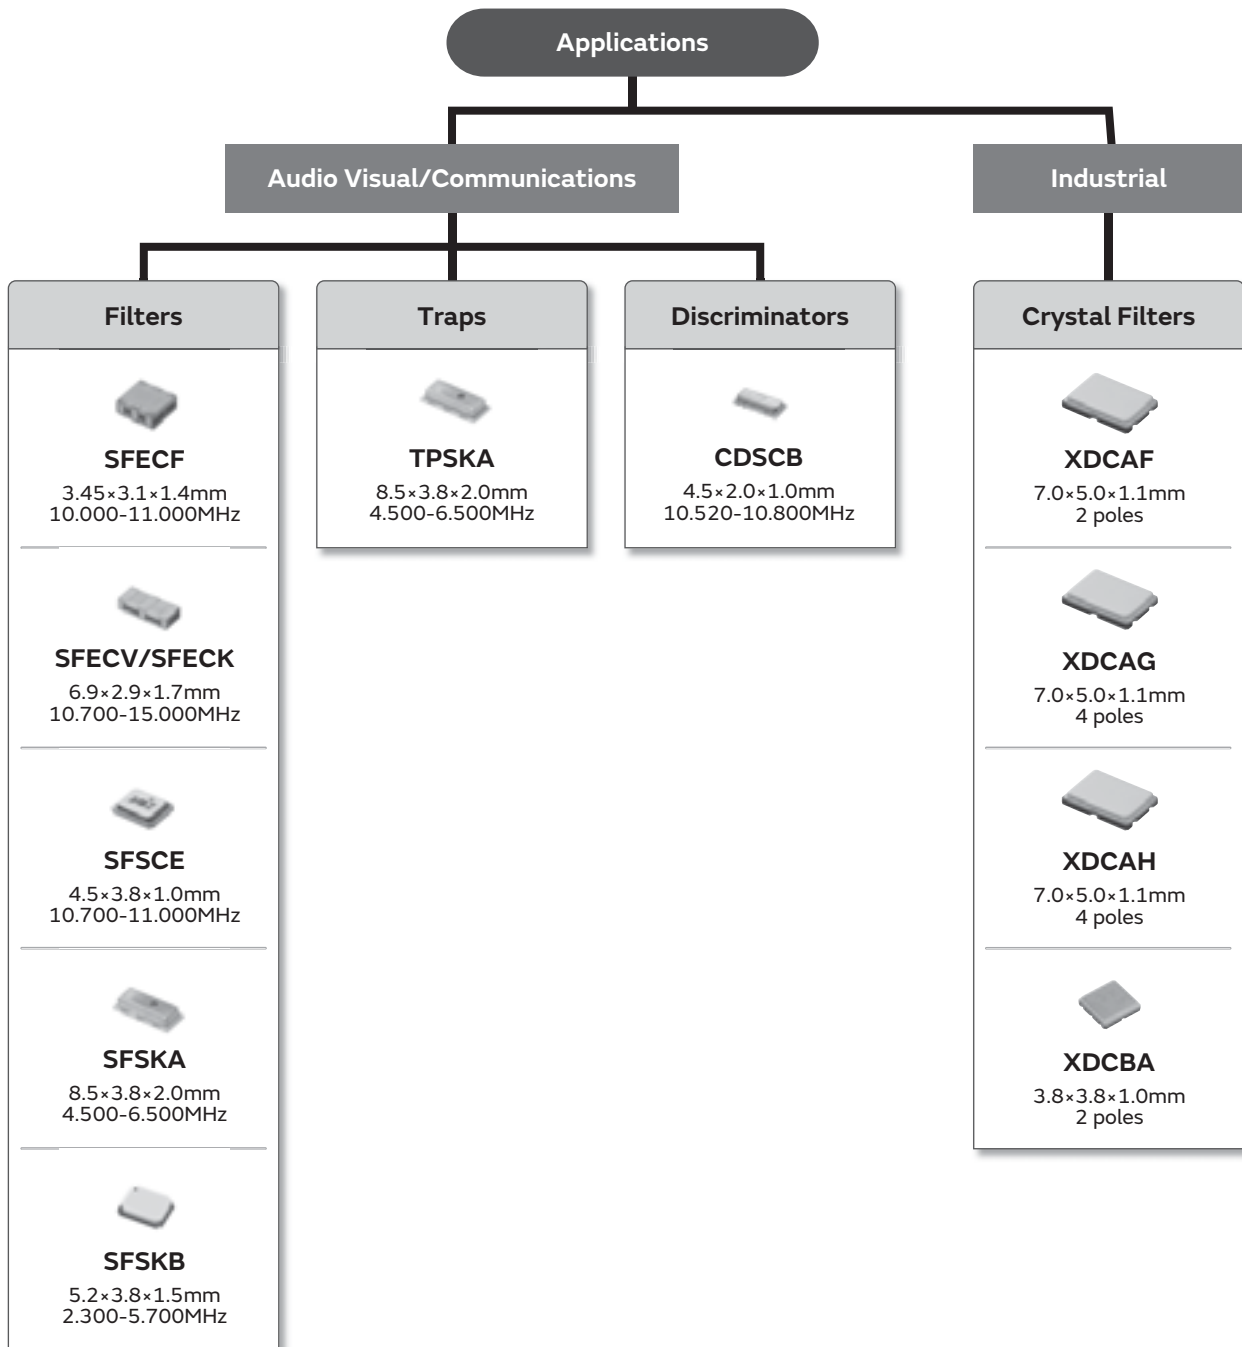 Applications
Audio Visual/Communications
Industrial
Filters
SFECF
3.45×3.1×1.4mm
10.000-11.000MHz
SFECV/SFECK
6.9×2.9×1.7mm
10.700-15.000MHz
SFSCE
4.5×3.8×1.0mm
10.700-11.000MHz
SFSKA
8.5×3.8×2.0mm
4.500-6.500MHz
SFSKB
5.2×3.8×1.5mm
2.300-5.700MHz
Traps
TPSKA
8.5×3.8×2.0mm
4.500-6.500MHz
Discriminators
CDSCB
4.5×2.0×1.0mm
10.520-10.800MHz
Crystal Filters
XDCAF
7.0×5.0×1.1mm
2 poles
XDCAG
7.0×5.0×1.1mm
4 poles
XDCAH
7.0×5.0×1.1mm
4 poles
XDCBA
3.8×3.8×1.0mm
2 poles